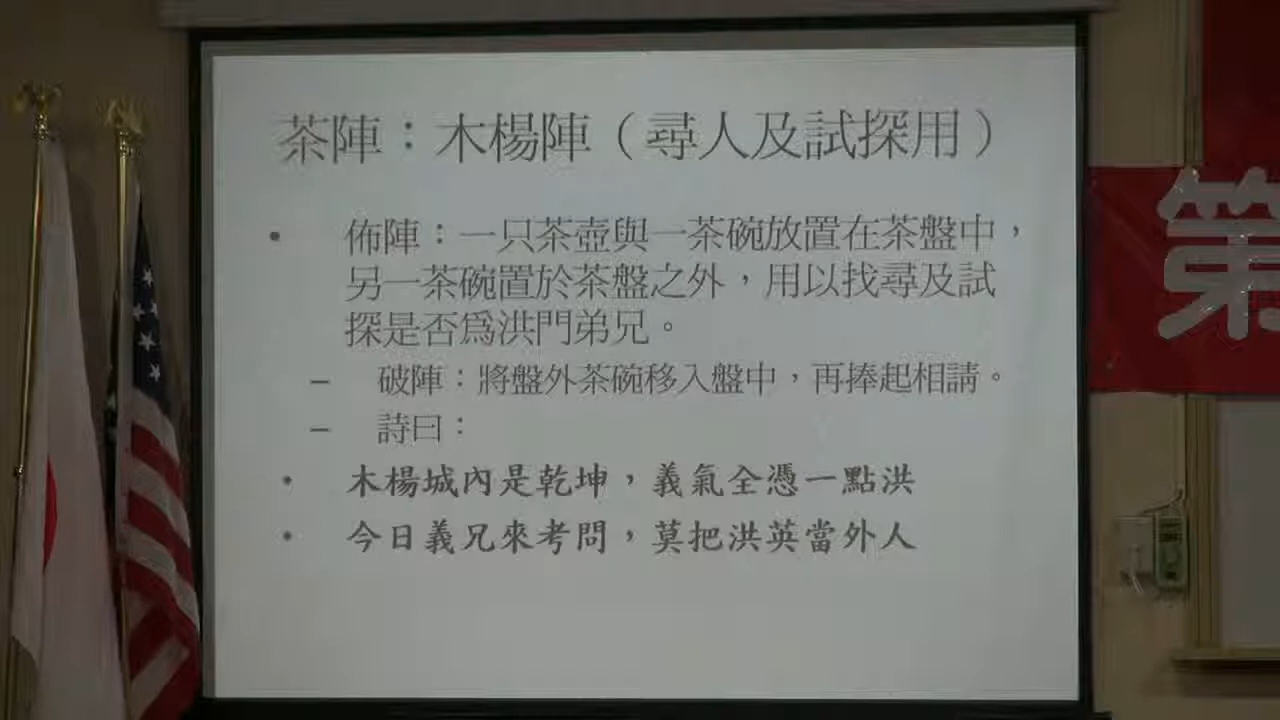 茶陣：木楊陣（尋人及試探用）
• 佈陣：一只茶壺與一茶碗放置在茶盤中，
另一茶碗置於茶盤之外，用以找尋及試
探是否為洪門弟兄。
– 破陣：將盤外茶碗移入盤中，再捧起相請。
– 詩曰：
• 木楊城內是乾坤，義氣全憑一點洪
• 今日義兄來考問，莫把洪英當外人
第